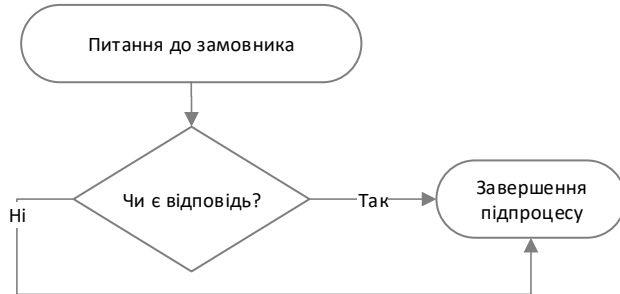 Питання до замовника
Чи є відповідь?
Ні
Так
Завершення
підпроцесу